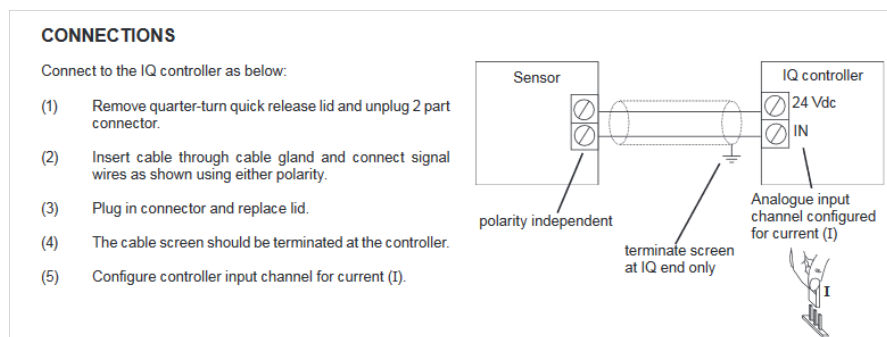 CONNECTIONS
Connect to the IQ controller as below:
(1) Remove quarter-turn quick release lid and unplug 2 part
connector.
(2) Insert cable through cable gland and connect signal
wires as shown using either polarity.
(3) Plug in connector and replace lid.
(4) The cable screen should be terminated at the controller.
(5) Configure controller input channel for current (I).
Sensor
IQ controller
24 Vdc
IN
polarity independent
terminate screen
at IQ end only
Analogue input
channel configured
for current (I)
I